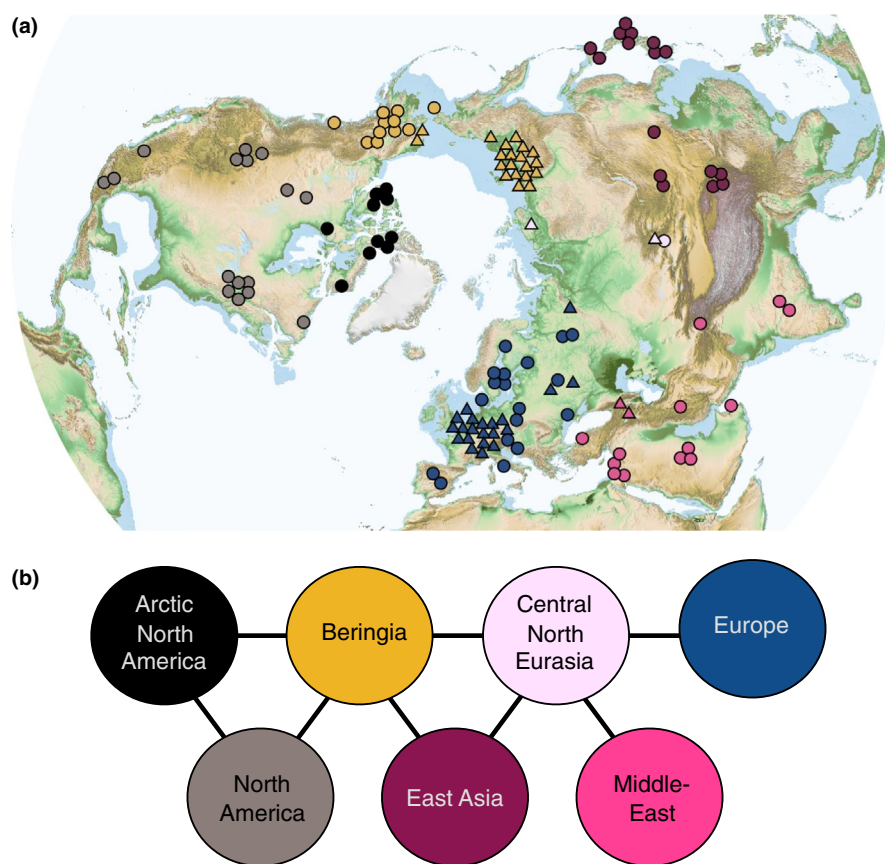 (a)
(b)
Arctic
North
America
Beringia
Central
North
Eurasia
Europe
North
America
East Asia
Middle-
East